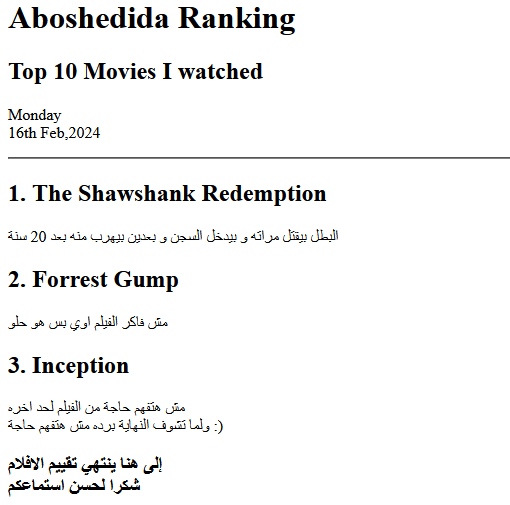 Aboshedida Ranking
Top 10 Movies I watched
Monday
16th Feb,2024
1. The Shawshank Redemption
البطل بيقتل مراته و بيدخل السجن و بعدين بيهرب منه بعد 20 سنة
2. Forrest Gump
مش فاكر الفيلم اوي بس هو حلو
3. Inception
مش هتفهم حاجة من الفيلم لحد اخره
ولما تشوف النهاية برده مش هتفهم حاجة :)
إلى هنا ينتهي تقييم الافلام
شكرا لحسن استماعكم